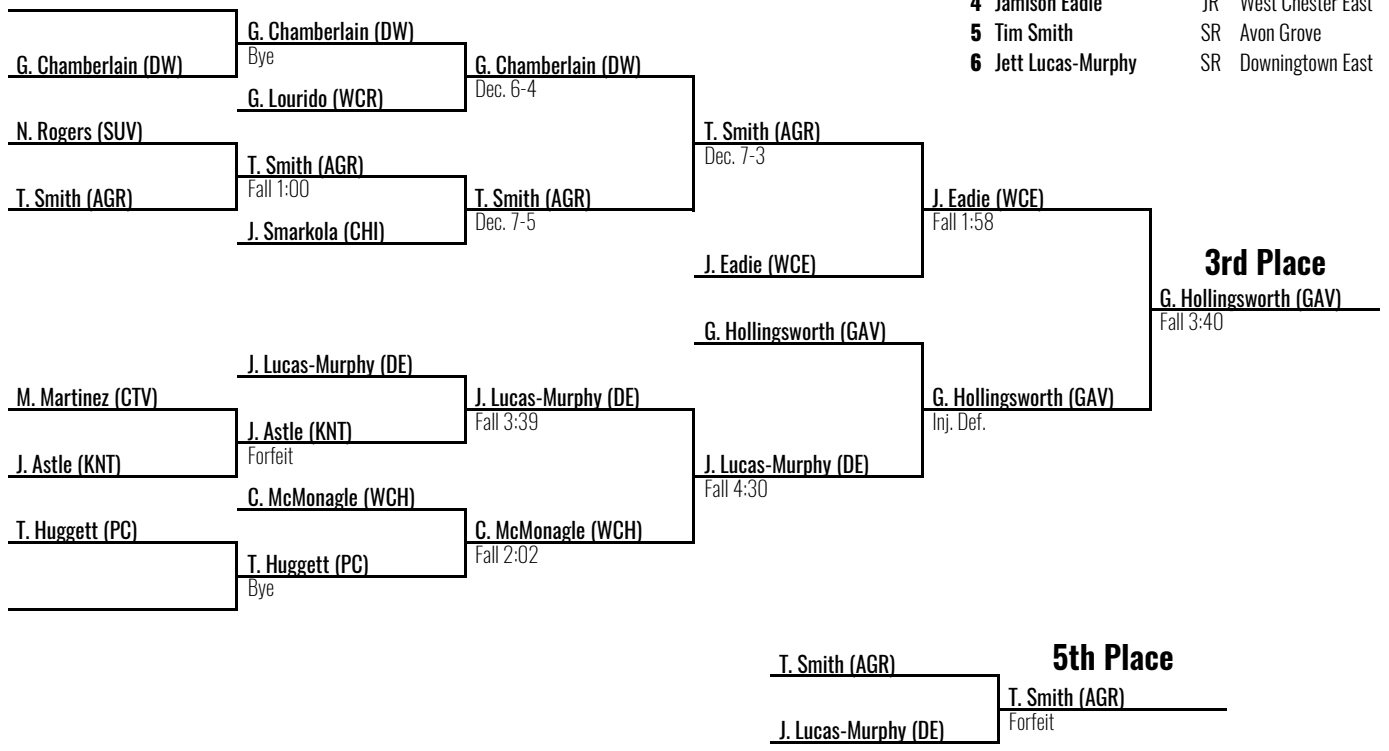 4 Jamison Eadie JR West Chester East
5 Tim Smith SR Avon Grove
6 Jett Lucas-Murphy SR Downingtown East
G. Chamberlain (DW)
G. Chamberlain (DW)
Bye
G. Lourido (WCR)
G. Chamberlain (DW)
Dec. 6-4
N. Rogers (SUV)
T. Smith (AGR)
T. Smith (AGR)
Fall 1:00
J. Smarkola (CHI)
T. Smith (AGR)
Dec. 7-5
T. Smith (AGR)
Dec. 7-3
J. Eadie (WCE)
J. Eadie (WCE)
Fall 1:58
3rd Place
G. Hollingsworth (GAV)
Fall 3:40
G. Hollingsworth (GAV)
G. Hollingsworth (GAV)
Inj. Def.
J. Lucas-Murphy (DE)
M. Martinez (CTV)
J. Astle (KNT)
J. Astle (KNT)
Forfeit
J. Lucas-Murphy (DE)
Fall 3:39
J. Lucas-Murphy (DE)
Fall 4:30
C. McMonagle (WCH)
T. Huggett (PC)
T. Huggett (PC)
Bye
C. McMonagle (WCH)
Fall 2:02
5th Place
T. Smith (AGR)
J. Lucas-Murphy (DE)
T. Smith (AGR)
Forfeit